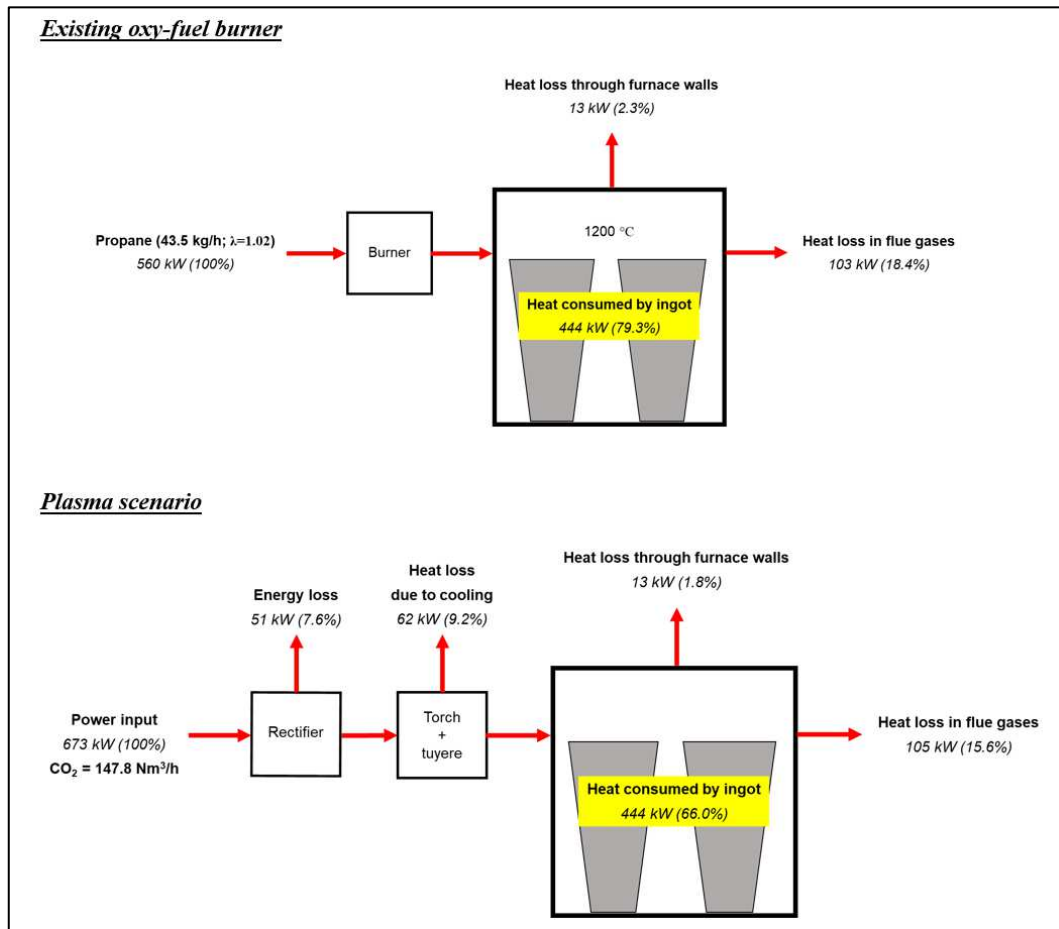 Existing oxy-fuel burner
Heat loss through furnace walls
13 kW (2.3%)
Propane (43.5 kg/h; λ=1.02)
560 kW (100%)
Burner
1200 °C
Heat loss in flue gases
103 kW (18.4%)
Heat consumed by ingot
444 kW (79.3%)
Plasma scenario
Heat loss through furnace walls
13 kW (1.8%)
Heat loss
due to cooling
62 kW (9.2%)
Energy loss
51 kW (7.6%)
Power input
673 kW (100%)
CO₂ = 147.8 Nm³/h
Rectifier
Torch
+
tuyere
Heat loss in flue gases
105 kW (15.6%)
Heat consumed by ingot
444 kW (66.0%)